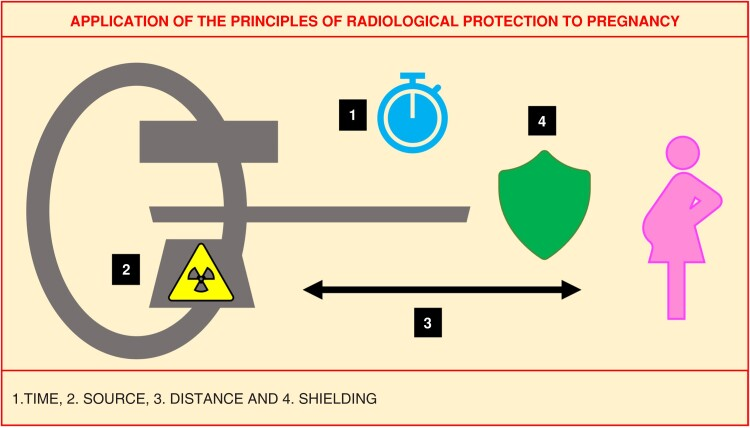 APPLICATION OF THE PRINCIPLES OF RADIOLOGICAL PROTECTION TO PREGNANCY
1
4
2
3
1.TIME, 2. SOURCE, 3. DISTANCE AND 4. SHIELDING